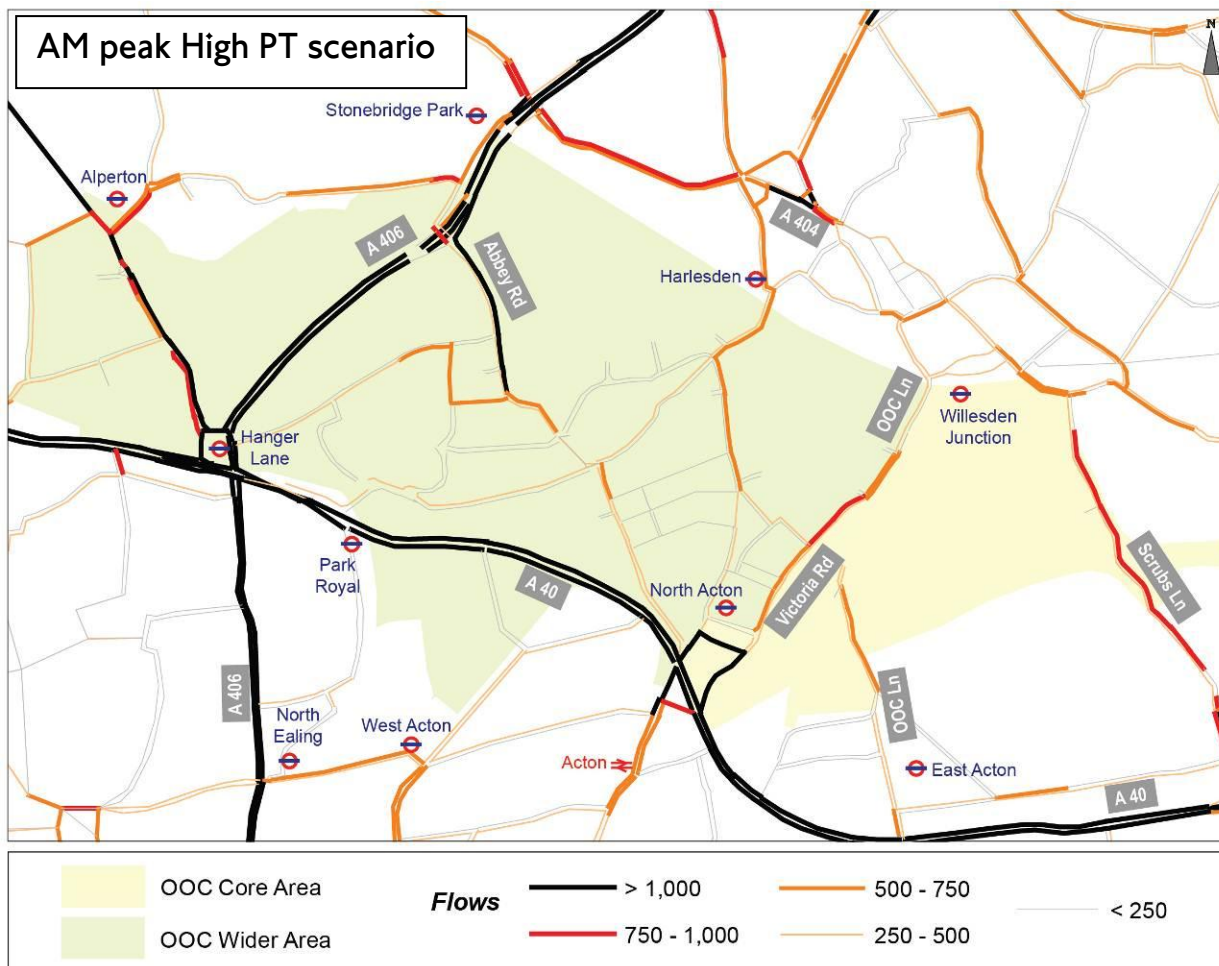 AM peak High PT scenario
N
Stonebridge Park
Alperton
A 406
Abbey Rd
A 404
Harlesden
OOC Ln
Willesden
Junction
Hanger
Lane
Park
Royal
A 40
North Acton
Victoria Rd
Scrubs Ln
A 406
North
Ealing
West Acton
Acton
OOC Ln
East Acton
A 40
OOC Core Area
OOC Wider Area
Flows
> 1,000
750 - 1,000
500 - 750
250 - 500
< 250